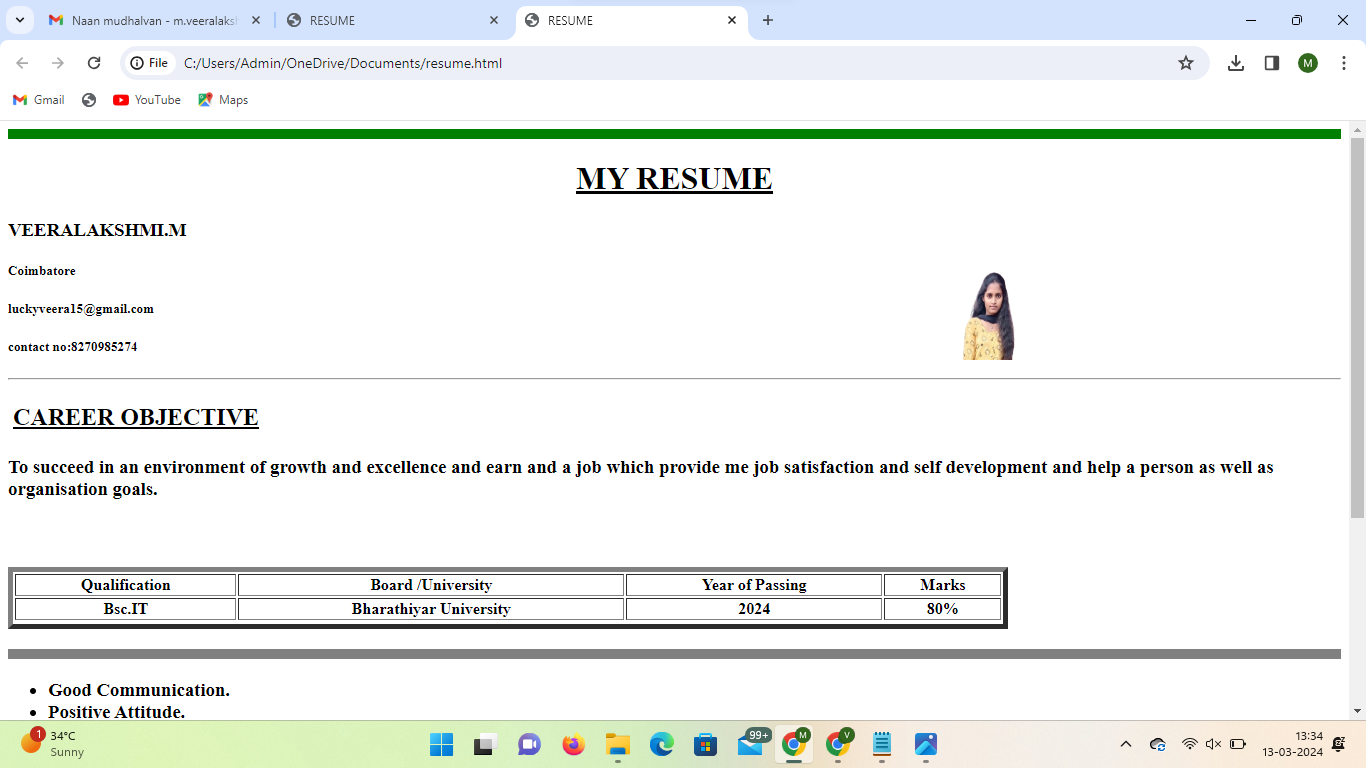 Naan mudhalvan - m.veeralaksh
RESUME
RESUME
File
C:/Users/Admin/OneDrive/Documents/resume.html
M
Gmail
YouTube
Maps
MY RESUME
VEERALAKSHMI.M
Coimbatore
luckyveera15@gmail.com
contact no:8270985274
CAREER OBJECTIVE
To succeed in an environment of growth and excellence and earn and a job which provide me job satisfaction and self development and help a person as well as
organisation goals.
Qualification Board /University Year of Passing Marks
Bsc.IT Bharathiyar University 2024 80%
Good Communication.
Positive Attitude.
1
34°C
Sunny
99+
M
V
13:34
13-03-2024